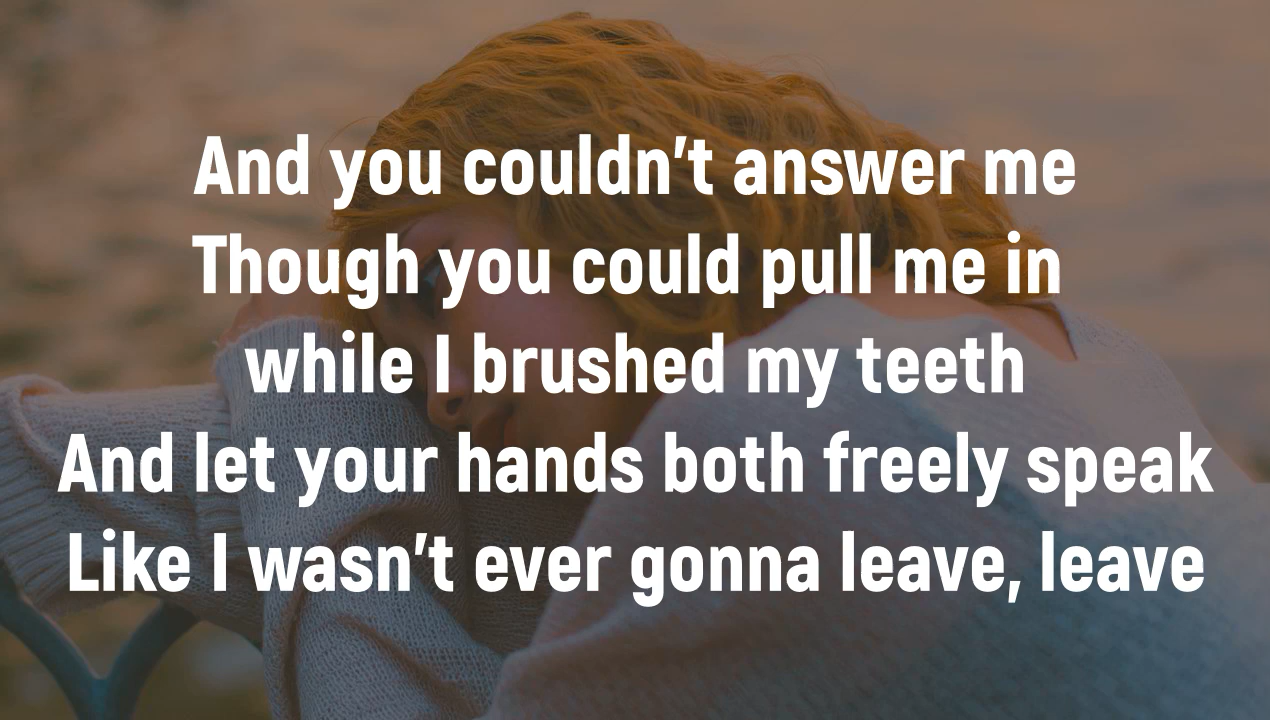 And you couldn't answer me
Though you could pull me in
while I brushed my teeth
And let your hands both freely speak
Like I wasn't ever gonna leave, leave